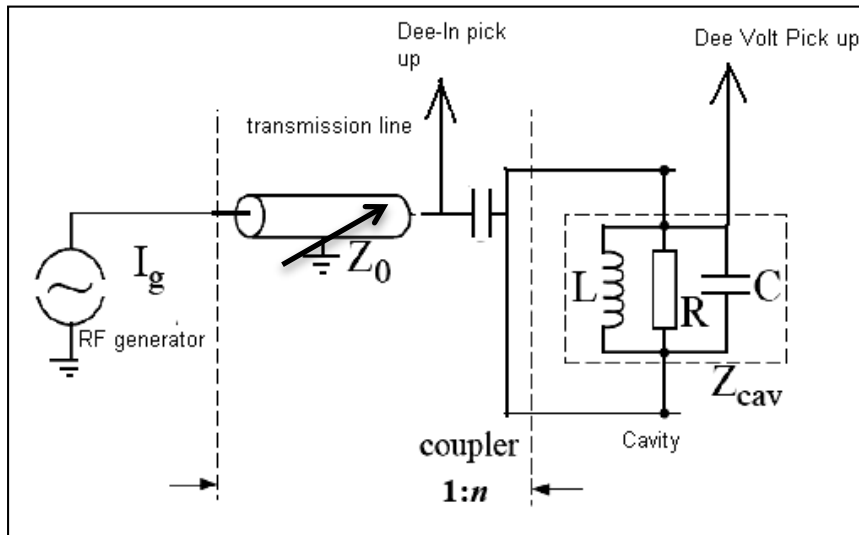 Dee-In pick
up
Dee Volt Pick up
transmission line
I_g
Z_0
RF generator
L
R
C
Z_cav
coupler
Cavity
1:n